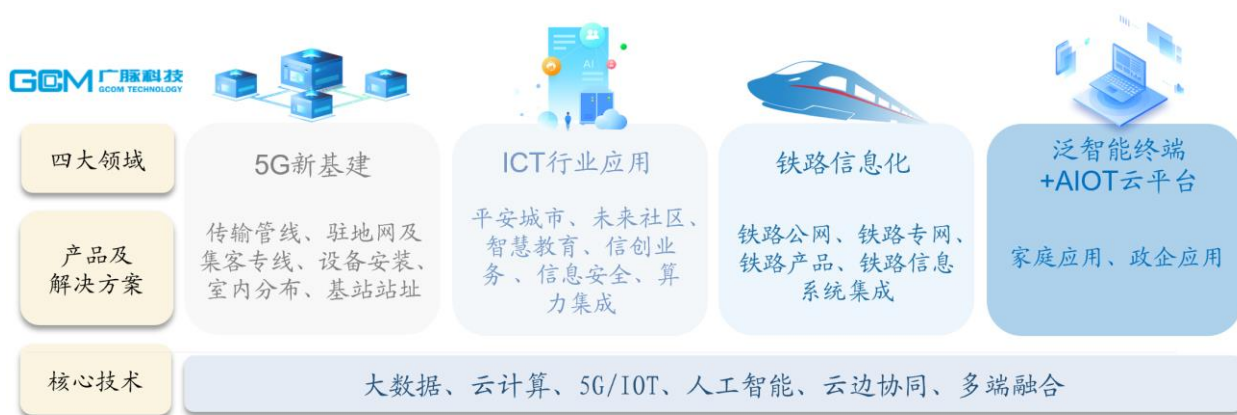 GCOM 广脉科技
GCOM TECHNOLOGY
AI
四大领域
5G新基建
ICT行业应用
铁路信息化
泛智能终端
+AIOT云平台
产品及
解决方案
传输管线、驻地网及
集客专线、设备安装、
室内分布、基站站址
平安城市、未来社区、
智慧教育、信创业
务、信息安全、算
力集成
铁路公网、铁路专网、
铁路产品、铁路信息
系统集成
家庭应用、政企应用
核心技术
大数据、云计算、5G/IOT、人工智能、云边协同、多端融合